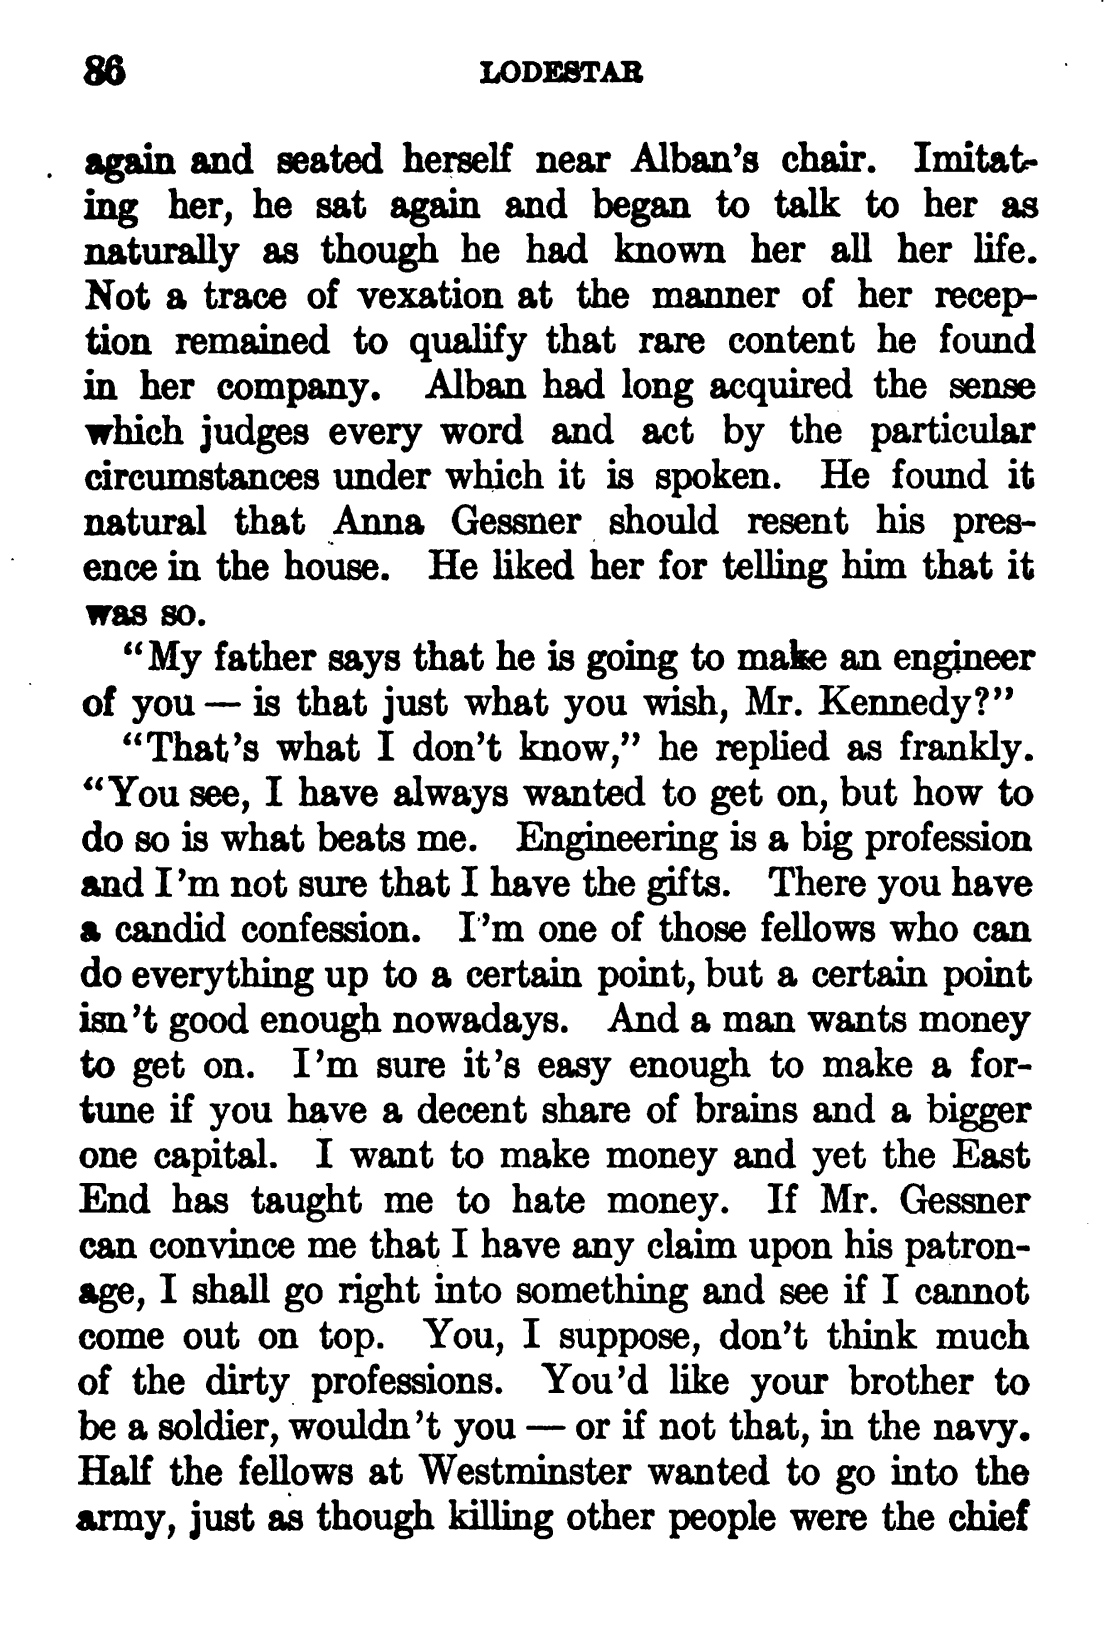 86 LODESTAR
again and seated herself near Alban's chair. Imitat-
ing her, he sat again and began to talk to her as
naturally as though he had known her all her life.
Not a trace of vexation at the manner of her recep-
tion remained to qualify that rare content he found
in her company. Alban had long acquired the sense
which judges every word and act by the particular
circumstances under which it is spoken. He found it
natural that Anna Gessner should resent his pres-
ence in the house. He liked her for telling him that it
was so.
"My father says that he is going to make an engineer
of you — is that just what you wish, Mr. Kennedy?"
"That's what I don't know," he replied as frankly.
"You see, I have always wanted to get on, but how to
do so is what beats me. Engineering is a big profession
and I'm not sure that I have the gifts. There you have
a candid confession. I'm one of those fellows who can
do everything up to a certain point, but a certain point
isn't good enough nowadays. And a man wants money
to get on. I'm sure it's easy enough to make a for-
tune if you have a decent share of brains and a bigger
one capital. I want to make money and yet the East
End has taught me to hate money. If Mr. Gessner
can convince me that I have any claim upon his patron-
age, I shall go right into something and see if I cannot
come out on top. You, I suppose, don't think much
of the dirty professions. You'd like your brother to
be a soldier, wouldn't you — or if not that, in the navy.
Half the fellows at Westminster wanted to go into the
army, just as though killing other people were the chief